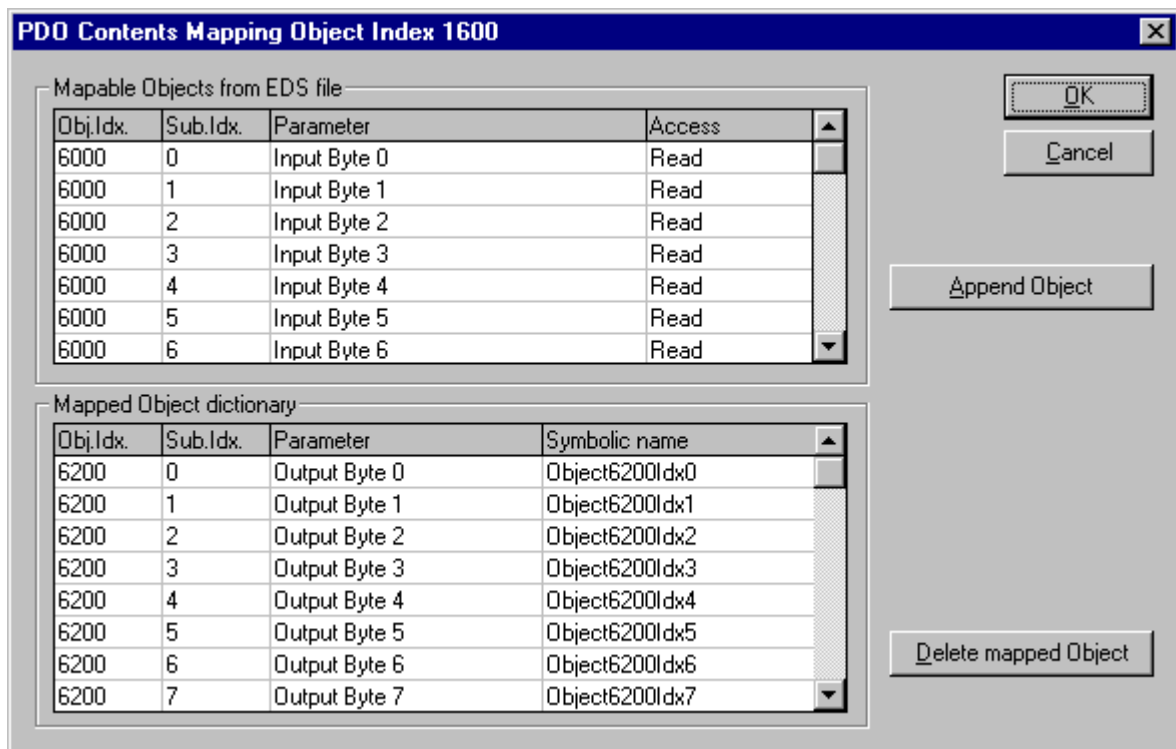 PDO Contents Mapping Object Index 1600
Mapable Objects from EDS file
Obj.Idx. Sub.Idx. Parameter Access
6000 0 Input Byte 0 Read
6000 1 Input Byte 1 Read
6000 2 Input Byte 2 Read
6000 3 Input Byte 3 Read
6000 4 Input Byte 4 Read
6000 5 Input Byte 5 Read
6000 6 Input Byte 6 Read
OK
Cancel
Append Object
Mapped Object dictionary
Obj.Idx. Sub.Idx. Parameter Symbolic name
6200 0 Output Byte 0 Object6200Idx0
6200 1 Output Byte 1 Object6200Idx1
6200 2 Output Byte 2 Object6200Idx2
6200 3 Output Byte 3 Object6200Idx3
6200 4 Output Byte 4 Object6200Idx4
6200 5 Output Byte 5 Object6200Idx5
6200 6 Output Byte 6 Object6200Idx6
6200 7 Output Byte 7 Object6200Idx7
Delete mapped Object